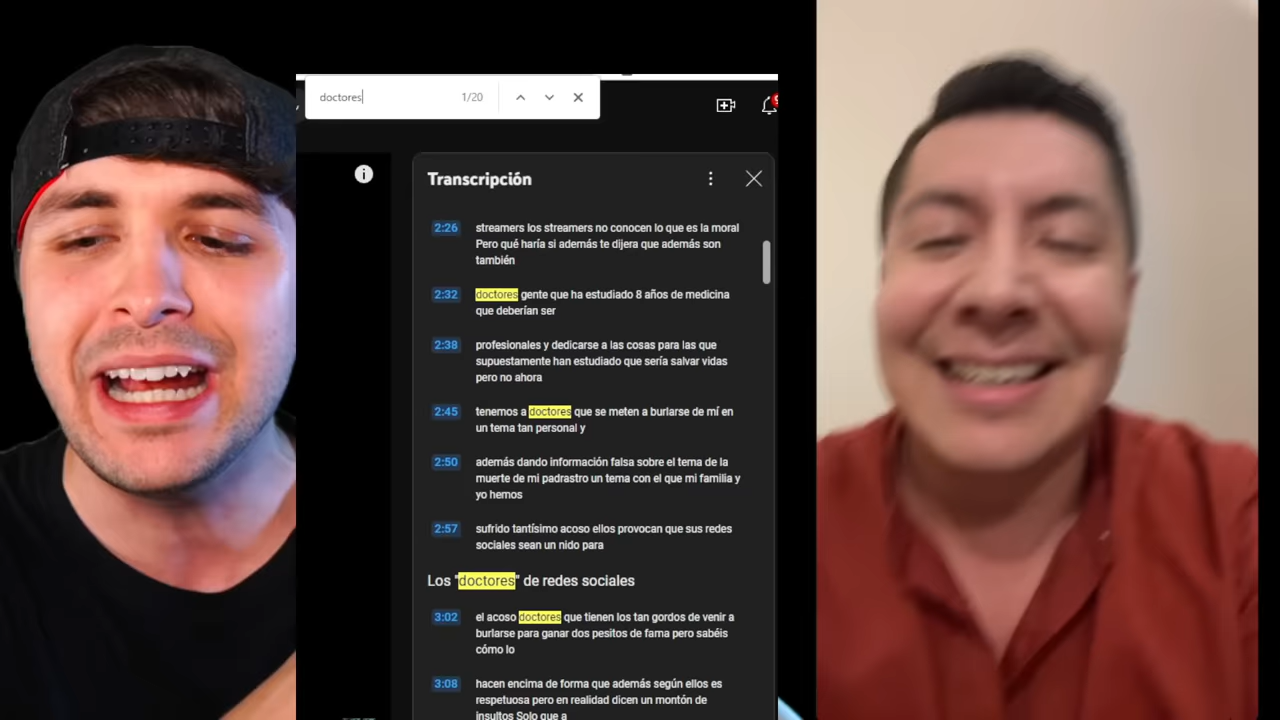 doctores
1/20
Transcripción
2:26
streamers los streamers no conocen lo que es la moral
Pero qué haría si además te dijera que además son
también
2:32
doctores gente que ha estudiado 8 años de medicina
que deberían ser
2:38
profesionales y dedicarse a las cosas para las que
supuestamente han estudiado que sería salvar vidas
pero no ahora
2:45
tenemos a doctores que se meten a burlarse de mí en
un tema tan personal y
2:50
además dando información falsa sobre el tema de la
muerte de mi padrastro un tema con el que mi familia y
yo hemos
2:57
sufrido tantísimo acoso ellos provocan que sus redes
sociales sean un nido para
Los "doctores" de redes sociales
3:02
el acoso doctores que tienen los tan gordos de venir a
burlarse para ganar dos pesitos de fama pero sabéis
cómo lo
3:08
hacen encima de forma que además según ellos es
respetuosa pero en realidad dicen un montón de
insultos Solo que a